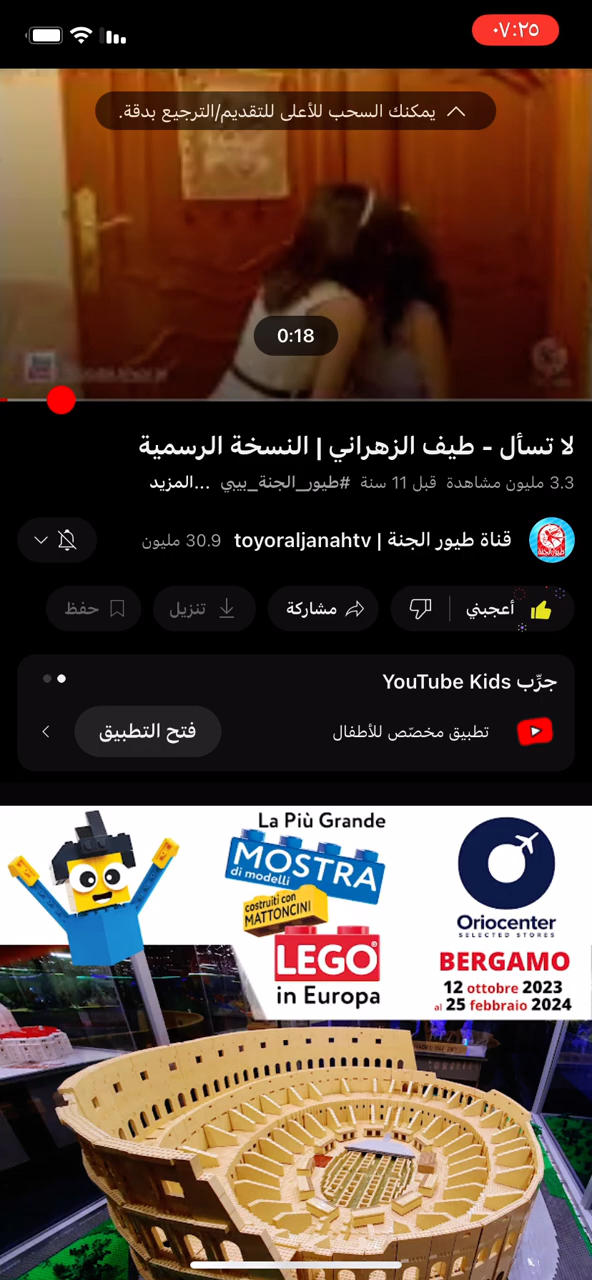 ٠٧:٢٥
يمكنك السحب للأعلى للتقديم/الترجيع بدقة.
0:18
لا تسأل - طيف الزهراني | النسخة الرسمية
3.3 مليون مشاهدة قبل 11 سنة #طيور_الجنة_بيبي ...المزيد
قناة طيور الجنة | toyoraljanahtv 30.9 مليون
أعجبني
مشاركة
تنزيل
حفظ
جرِّب YouTube Kids
تطبيق مخصّص للأطفال
فتح التطبيق
La Più Grande
MOSTRA
di modelli
costruiti con
MATTONCINI
LEGO®
in Europa
Oriocenter
SELECTED STORES
BERGAMO
12 ottobre 2023
al 25 febbraio 2024